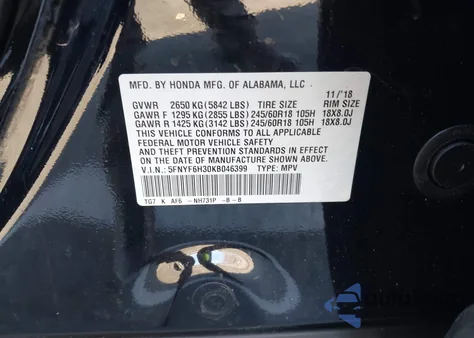 MFD. BY HONDA MFG. OF ALABAMA, LLC. 11/'18
GVWR 2650 KG(5842 LBS) TIRE SIZE RIM SIZE
GAWR F 1295 KG(2855 LBS) 245/60R18 105H 18X8.0J
GAWR R 1425 KG(3142 LBS) 245/60R18 105H 18X8.0J
THIS VEHICLE CONFORMS TO ALL APPLICABLE
FEDERAL MOTOR VEHICLE SAFETY
AND THEFT PREVENTION STANDARDS IN EFFECT
ON THE DATE OF MANUFACTURE SHOWN ABOVE.
V.I.N.: 5FNYF6H30KB046399 TYPE: MPV
TG7 K AF6 -NH731P -B-B